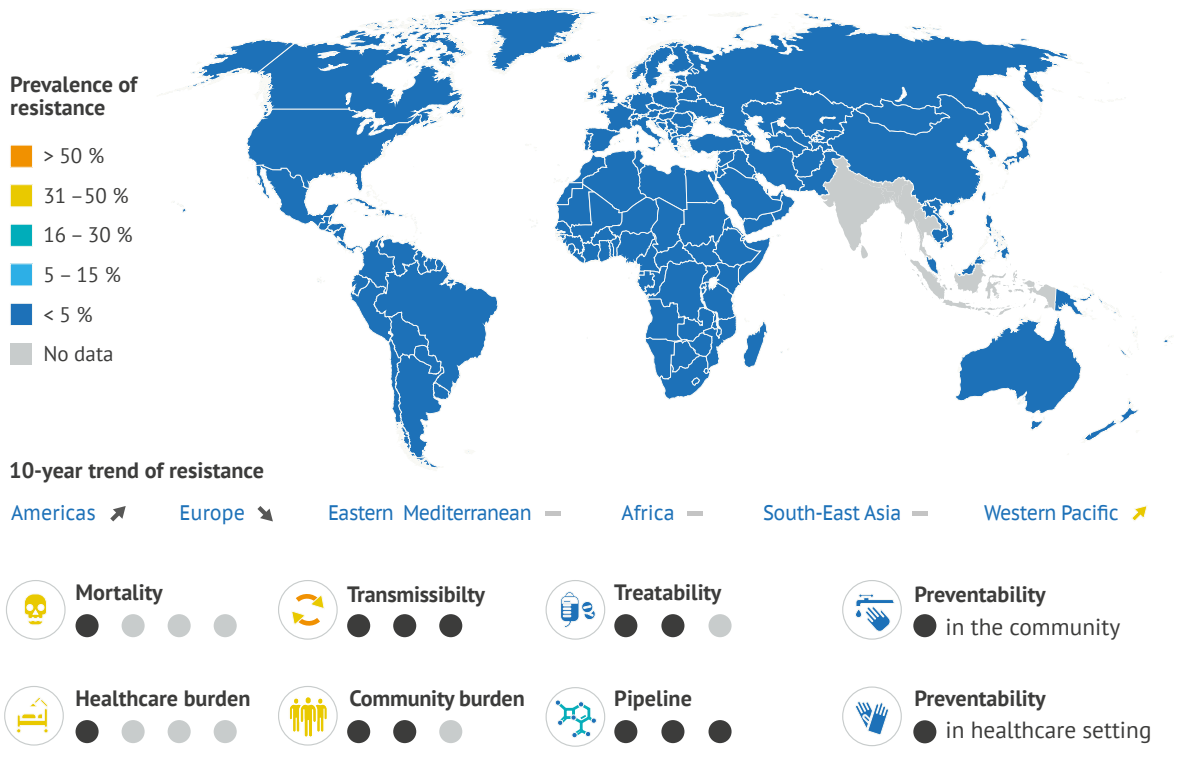 Prevalence of
resistance
> 50 %
31 –50 %
16 – 30 %
5 – 15 %
< 5 %
No data
10-year trend of resistance
Americas
Europe
Eastern Mediterranean
Africa
South-East Asia
Western Pacific
Mortality
Transmissibilty
Treatability
Preventability
in the community
Healthcare burden
Community burden
Pipeline
Preventability
in healthcare setting